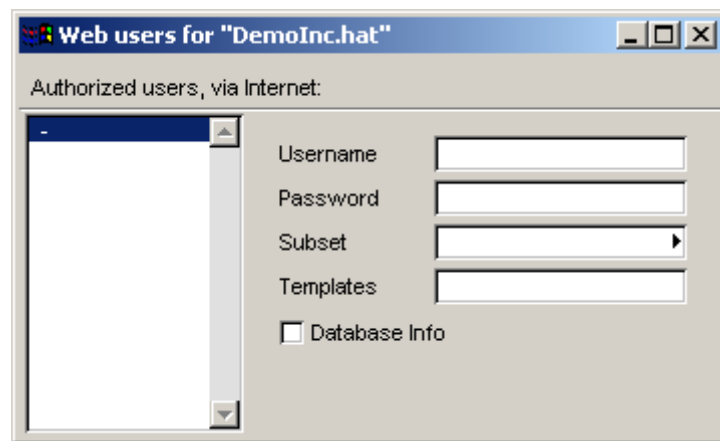 Web users for "DemoInc.hat"
Authorized users, via Internet:
-
Username
Password
Subset
Templates
Database Info